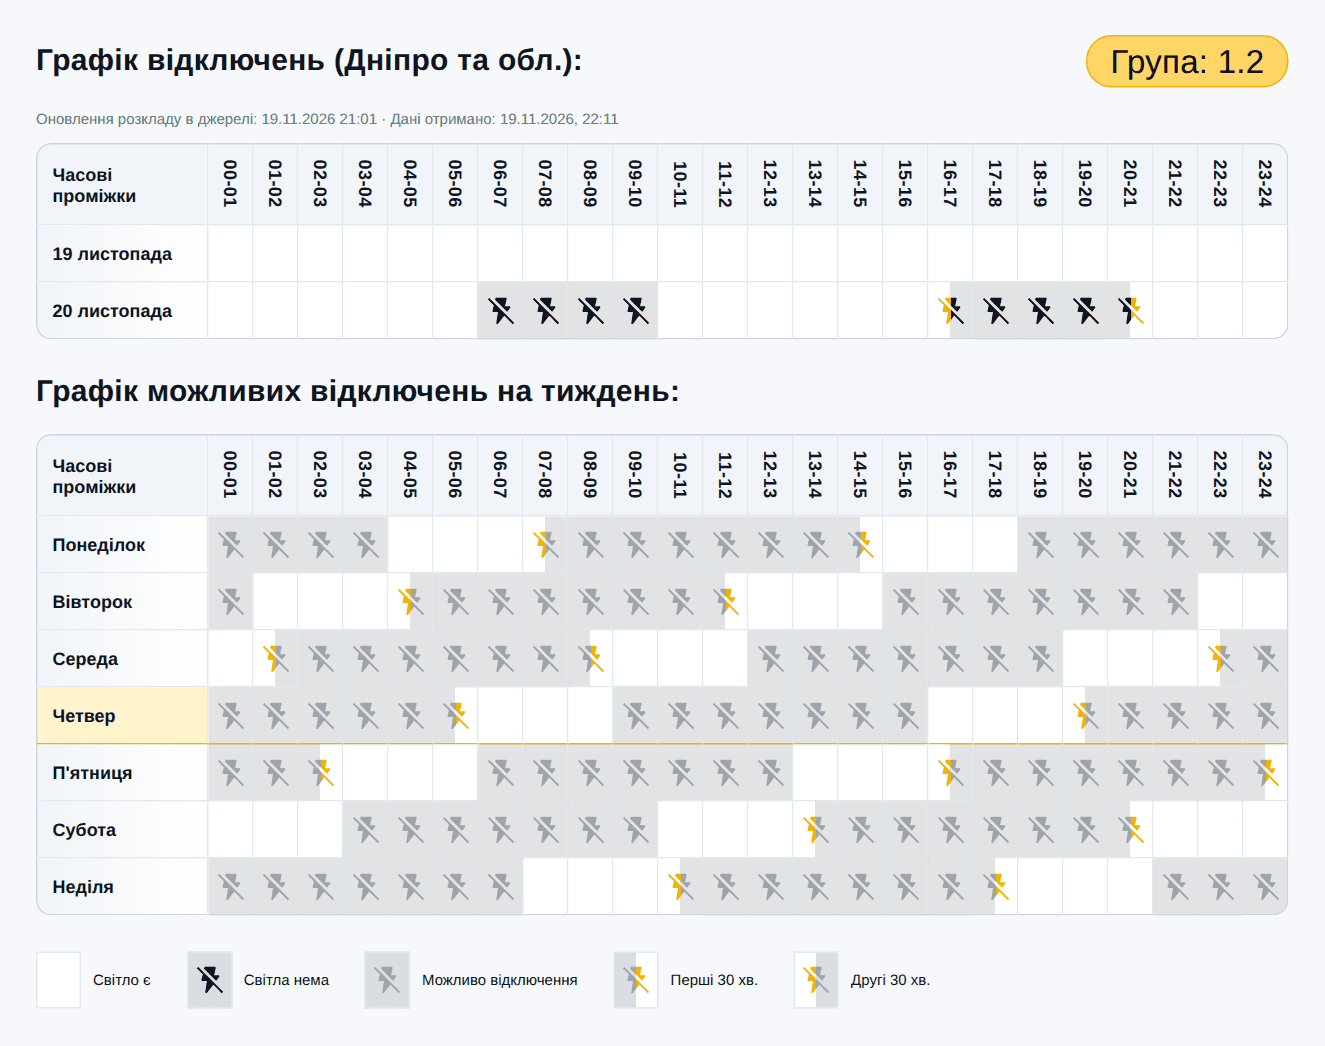 Графік відключень (Дніпро та обл.):
Група: 1.2
Оновлення розкладу в джерелі: 19.11.2026 21:01 · Дані отримано: 19.11.2026, 22:11
Часові проміжки 00-01 01-02 02-03 03-04 04-05 05-06 06-07 07-08 08-09 09-10 10-11 11-12 12-13 13-14 14-15 15-16 16-17 17-18 18-19 19-20 20-21 21-22 22-23 23-24
19 листопада
20 листопада
Графік можливих відключень на тиждень:
Часові проміжки 00-01 01-02 02-03 03-04 04-05 05-06 06-07 07-08 08-09 09-10 10-11 11-12 12-13 13-14 14-15 15-16 16-17 17-18 18-19 19-20 20-21 21-22 22-23 23-24
Понеділок
Вівторок
Середа
Четвер
П'ятниця
Субота
Неділя
Світло є Світла нема Можливо відключення Перші 30 хв. Другі 30 хв.